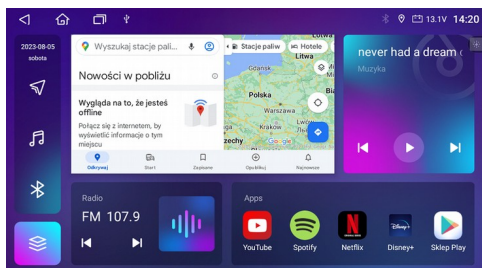 13.1V 14:20
2023-08-05
sobota
Wyszukaj stacje pali...
Nowości w pobliżu
Wygląda na to, że jesteś
offline
Połącz się z internetem, by
wyświetlić informacje o tym
miejscu
Odkrywaj
Start
Zapisane
Opublikuj
Najnowsze
Stacje paliw
Hotele
Litwa
Gdańsk
Polska
Warszawa
Kraków
Google
never had a dream
Muzyka
Radio
FM 107.9
Apps
YouTube
Spotify
Netflix
Disney+
Sklep Play